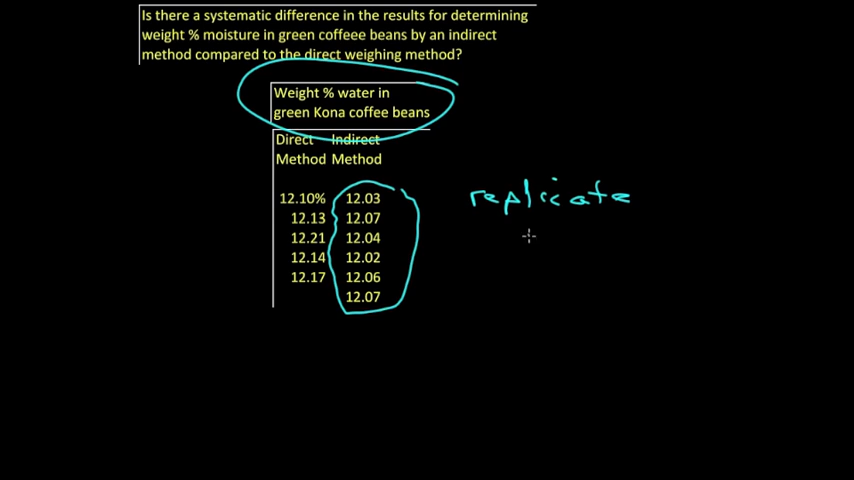 Is there a systematic difference in the results for determining
weight % moisture in green coffeee beans by an indirect
method compared to the direct weighing method?
Weight % water in
green Kona coffee beans
Direct Indirect
Method Method
12.10% 12.03
12.13 12.07
12.21 12.04
12.14 12.02
12.17 12.06
12.07
replicate